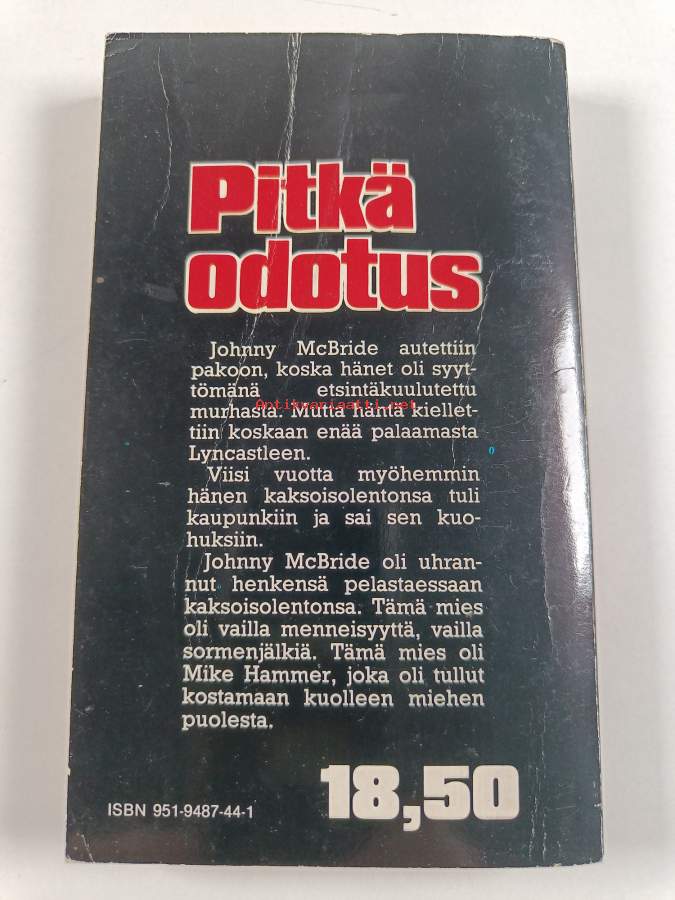 Pitkä
odotus
Johnny McBride autettiin
pakoon, koska hänet oli syyt-
tömänä etsintäkuulutettu
Antikvariaatti.net
murhasta. Mutta häntä kiellet-
tiin koskaan enää palaamasta
Lyncastleen.
Viisi vuotta myöhemmin
hänen kaksoisolentonsa tuli
kaupunkiin ja sai sen kuo-
huksiin.
Johnny McBride oli uhran-
nut henkensä pelastaessaan
kaksoisolentonsa. Tämä mies
oli vailla menneisyyttä, vailla
sormenjälkiä. Tämä mies oli
Mike Hammer, joka oli tullut
kostamaan kuolleen miehen
puolesta.
18,50
ISBN 951-9487-44-1